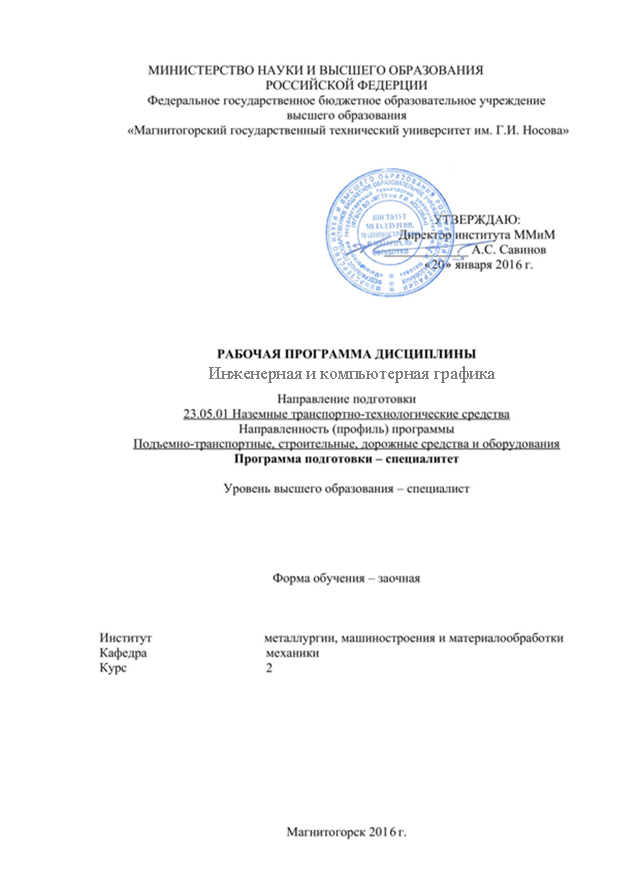 МИНИСТЕРСТВО НАУКИ И ВЫСШЕГО ОБРАЗОВАНИЯ
РОССИЙСКОЙ ФЕДЕРЦИИ
Федеральное государственное бюджетное образовательное учреждение
высшего образования
«Магнитогорский государственный технический университет им. Г.И. Носова»
УТВЕРЖДАЮ:
Директор института ММиМ
А.С. Савинов
«20» января 2016 г.
ИНСТИТУТ
МЕТАЛЛУРГИИ,
РАБОЧАЯ ПРОГРАММА ДИСЦИПЛИНЫ
Инженерная и компьютерная графика
Направление подготовки
23.05.01 Наземные транспортно-технологические средства
Направленность (профиль) программы
Подъемно-транспортные, строительные, дорожные средства и оборудования
Программа подготовки – специалитет
Уровень высшего образования – специалист
Форма обучения – заочная
Институт металлургии, машиностроения и материалообработки
Кафедра механики
Курс 2
Магнитогорск 2016 г.